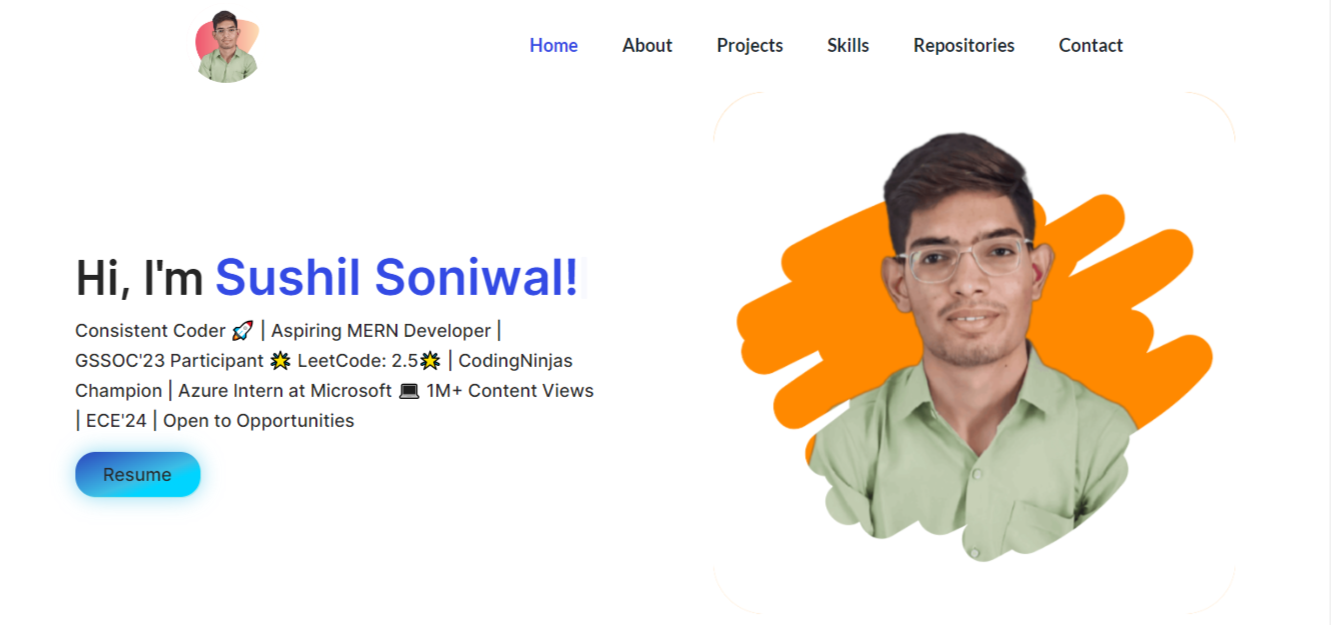 Home About Projects Skills Repositories Contact
Hi, I'm Sushil Soniwal!
Consistent Coder 🚀 | Aspiring MERN Developer |
GSSOC'23 Participant 🌟 LeetCode: 2.5🌟 | CodingNinjas
Champion | Azure Intern at Microsoft 💻 1M+ Content Views
| ECE'24 | Open to Opportunities
Resume